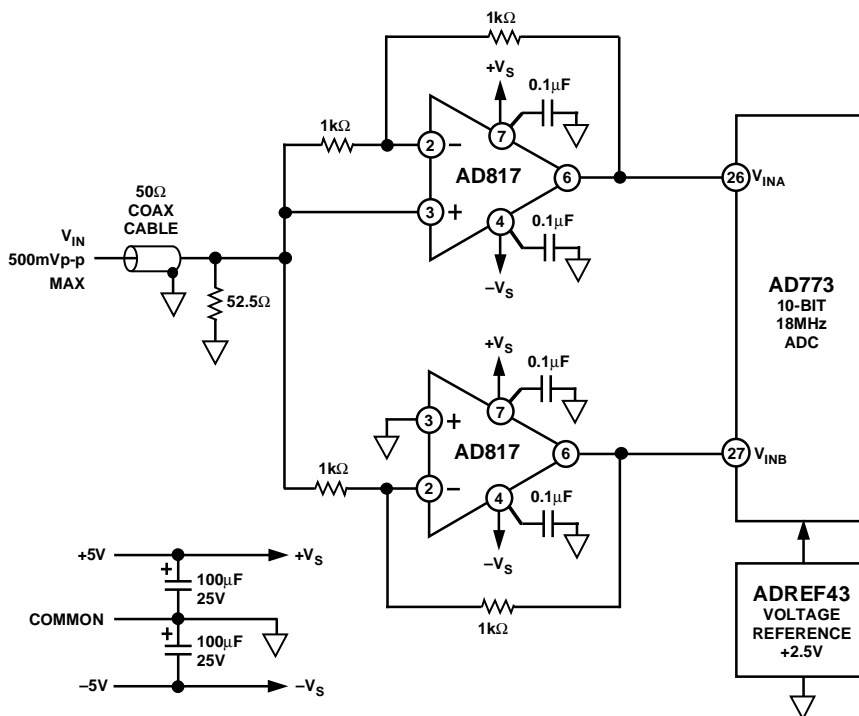 1kΩ
+VS
0.1µF
1kΩ
2
−
7
AD817
6
26
VINA
50Ω
COAX
CABLE
3
+
4
0.1µF
VIN
500mVp-p
MAX
−VS
52.5Ω
AD773
10-BIT
18MHz
ADC
+VS
0.1µF
7
3
+
AD817
6
27
VINB
1kΩ
2
−
4
0.1µF
−VS
+5V
+VS
+
100µF
25V
COMMON
+
100µF
25V
−5V
−VS
1kΩ
ADREF43
VOLTAGE
REFERENCE
+2.5V